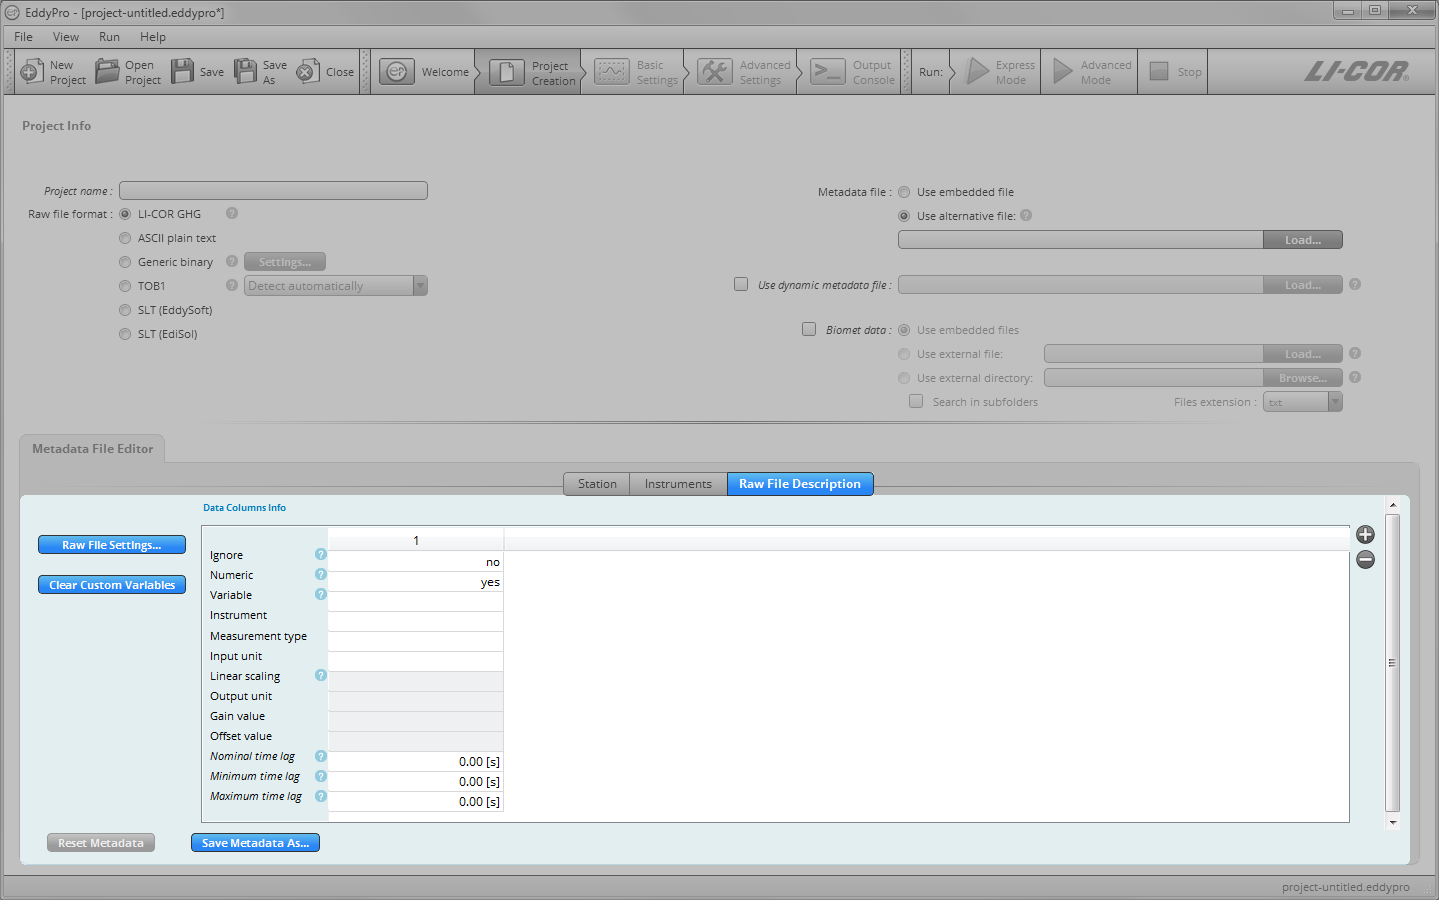 EddyPro - [project-untitled.eddypro*]
File View Run Help
New Project Open Project Save Save As Close Welcome Project Creation Basic Settings Advanced Settings Output Console Run: Express Mode Advanced Mode Stop LI-COR®
Project Info
Project name :
Metadata file : Use embedded file
Raw file format : LI-COR GHG ?
Use alternative file: ?
ASCII plain text
Load...
Generic binary ? Settings...
TOB1 ? Detect automatically
Use dynamic metadata file : Load... ?
SLT (EddySoft)
SLT (EdiSol)
Biomet data : Use embedded files
Use external file: Load... ?
Use external directory: Browse... ?
Search in subfolders Files extension : txt
Metadata File Editor
Station Instruments Raw File Description
Data Columns Info
Raw File Settings...
Clear Custom Variables
1
Ignore ? no
Numeric ? yes
Variable ?
Instrument
Measurement type
Input unit
Linear scaling ?
Output unit
Gain value
Offset value
Nominal time lag ? 0.00 [s]
Minimum time lag ? 0.00 [s]
Maximum time lag ? 0.00 [s]
Reset Metadata Save Metadata As...
project-untitled.eddypro